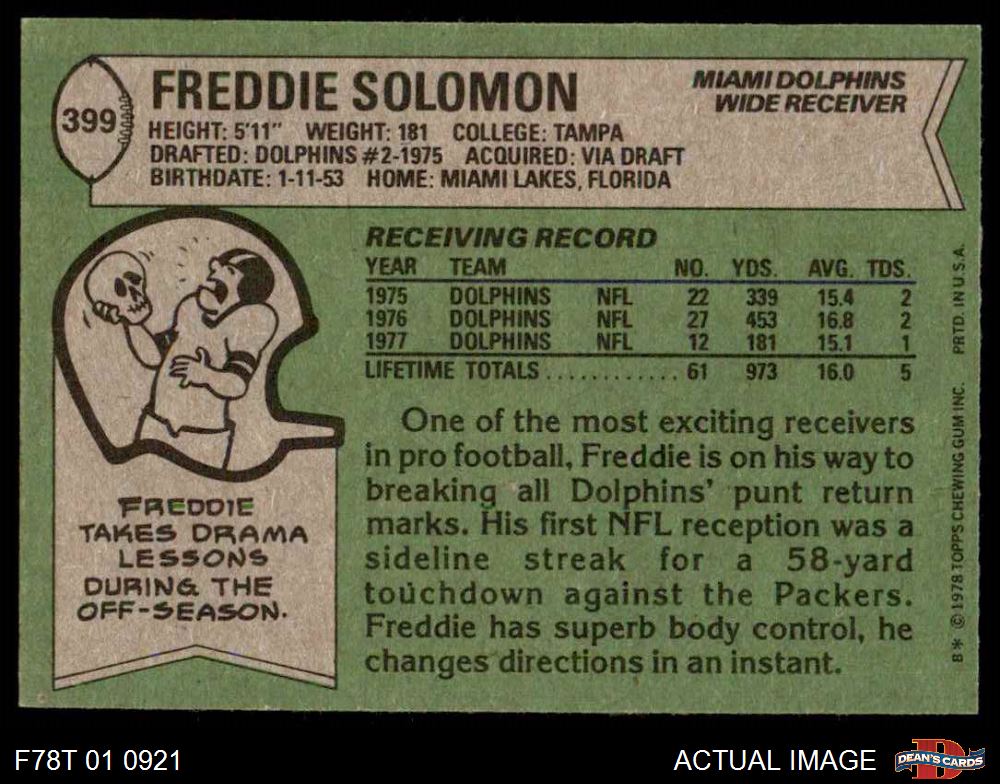 399
FREDDIE SOLOMON
MIAMI DOLPHINS
WIDE RECEIVER
HEIGHT: 5'11" WEIGHT: 181 COLLEGE: TAMPA
DRAFTED: DOLPHINS #2-1975 ACQUIRED: VIA DRAFT
BIRTHDATE: 1-11-53 HOME: MIAMI LAKES, FLORIDA
RECEIVING RECORD
YEAR TEAM NO. YDS. AVG. TDS.
1975 DOLPHINS NFL 22 339 15.4 2
1976 DOLPHINS NFL 27 453 16.8 2
1977 DOLPHINS NFL 12 181 15.1 1
LIFETIME TOTALS ............ 61 973 16.0 5
One of the most exciting receivers
in pro football, Freddie is on his way to
breaking all Dolphins' punt return
marks. His first NFL reception was a
sideline streak for a 58-yard
touchdown against the Packers.
Freddie has superb body control, he
changes directions in an instant.
FREDDIE
TAKES DRAMA
LESSONS
DURING THE
OFF-SEASON.
B* © 1978 TOPPS CHEWING GUM INC. PRTD. IN U.S.A.
F78T 01 0921
ACTUAL IMAGE
D
DEAN'S CARDS